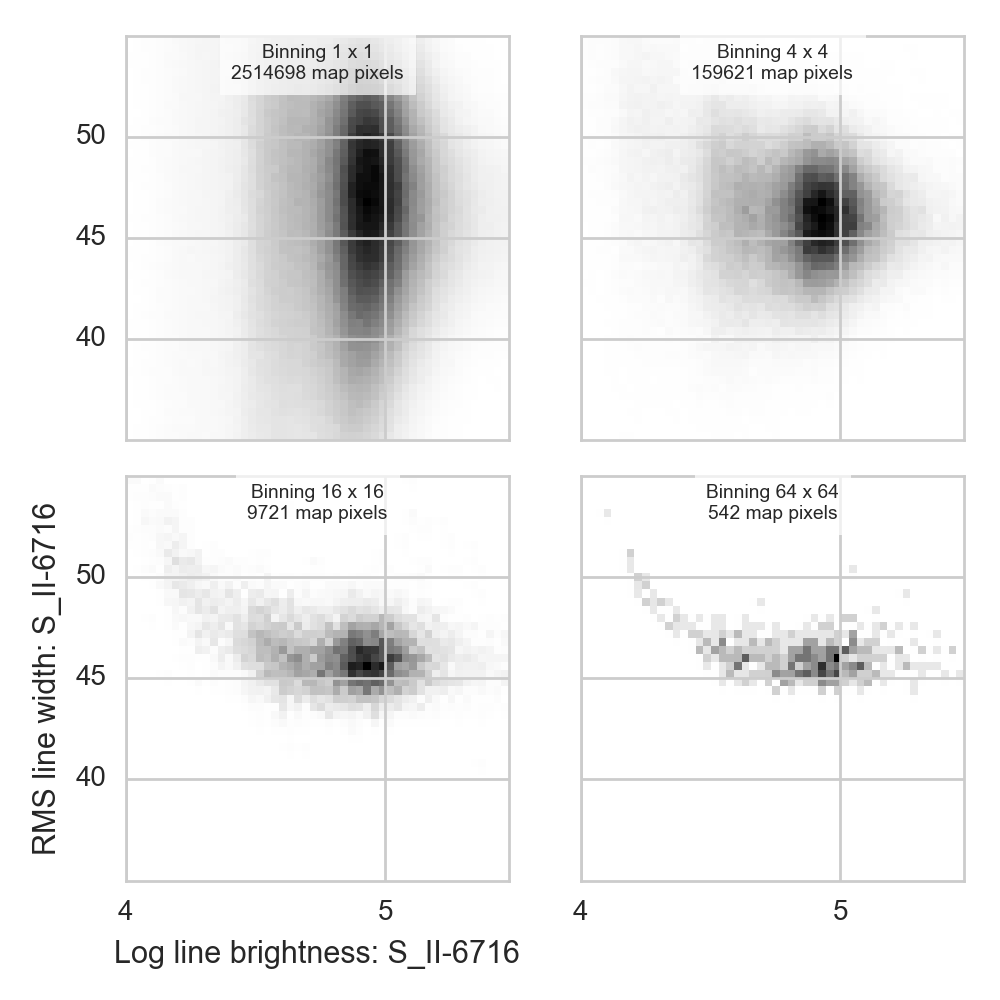 Binning 1 x 1
2514698 map pixels
Binning 4 x 4
159621 map pixels
50
45
40
Binning 16 x 16
9721 map pixels
Binning 64 x 64
542 map pixels
50
45
40
RMS line width: S_II-6716
4
5
4
5
Log line brightness: S_II-6716